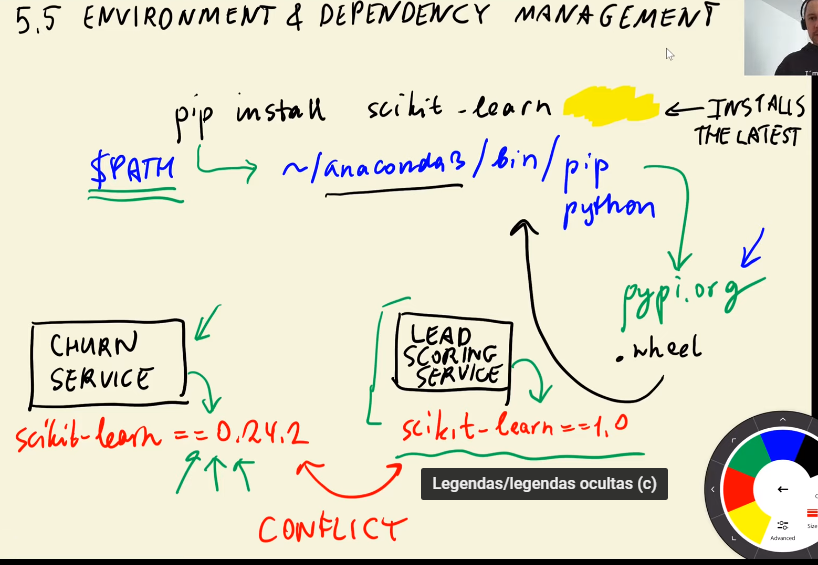 5.5 ENVIRONMENT & DEPENDENCY MANAGEMENT
pip install scikit-learn ← INSTALLS
THE LATEST
$PATH ~/anaconda3/bin/pip
python
pypi.org
.wheel
CHURN
SERVICE
LEAD
SCORING
SERVICE
scikit-learn == 0.24.2
scikit-learn==1.0
Legendas/legendas ocultas (c)
CONFLICT
Advanced